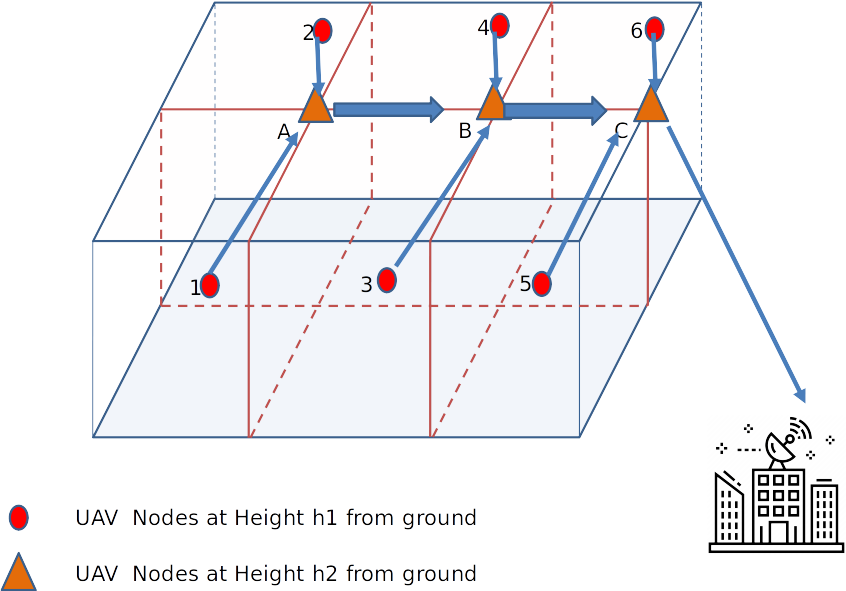 2
4
6
A
B
C
1
3
5
UAV Nodes at Height h1 from ground
UAV Nodes at Height h2 from ground